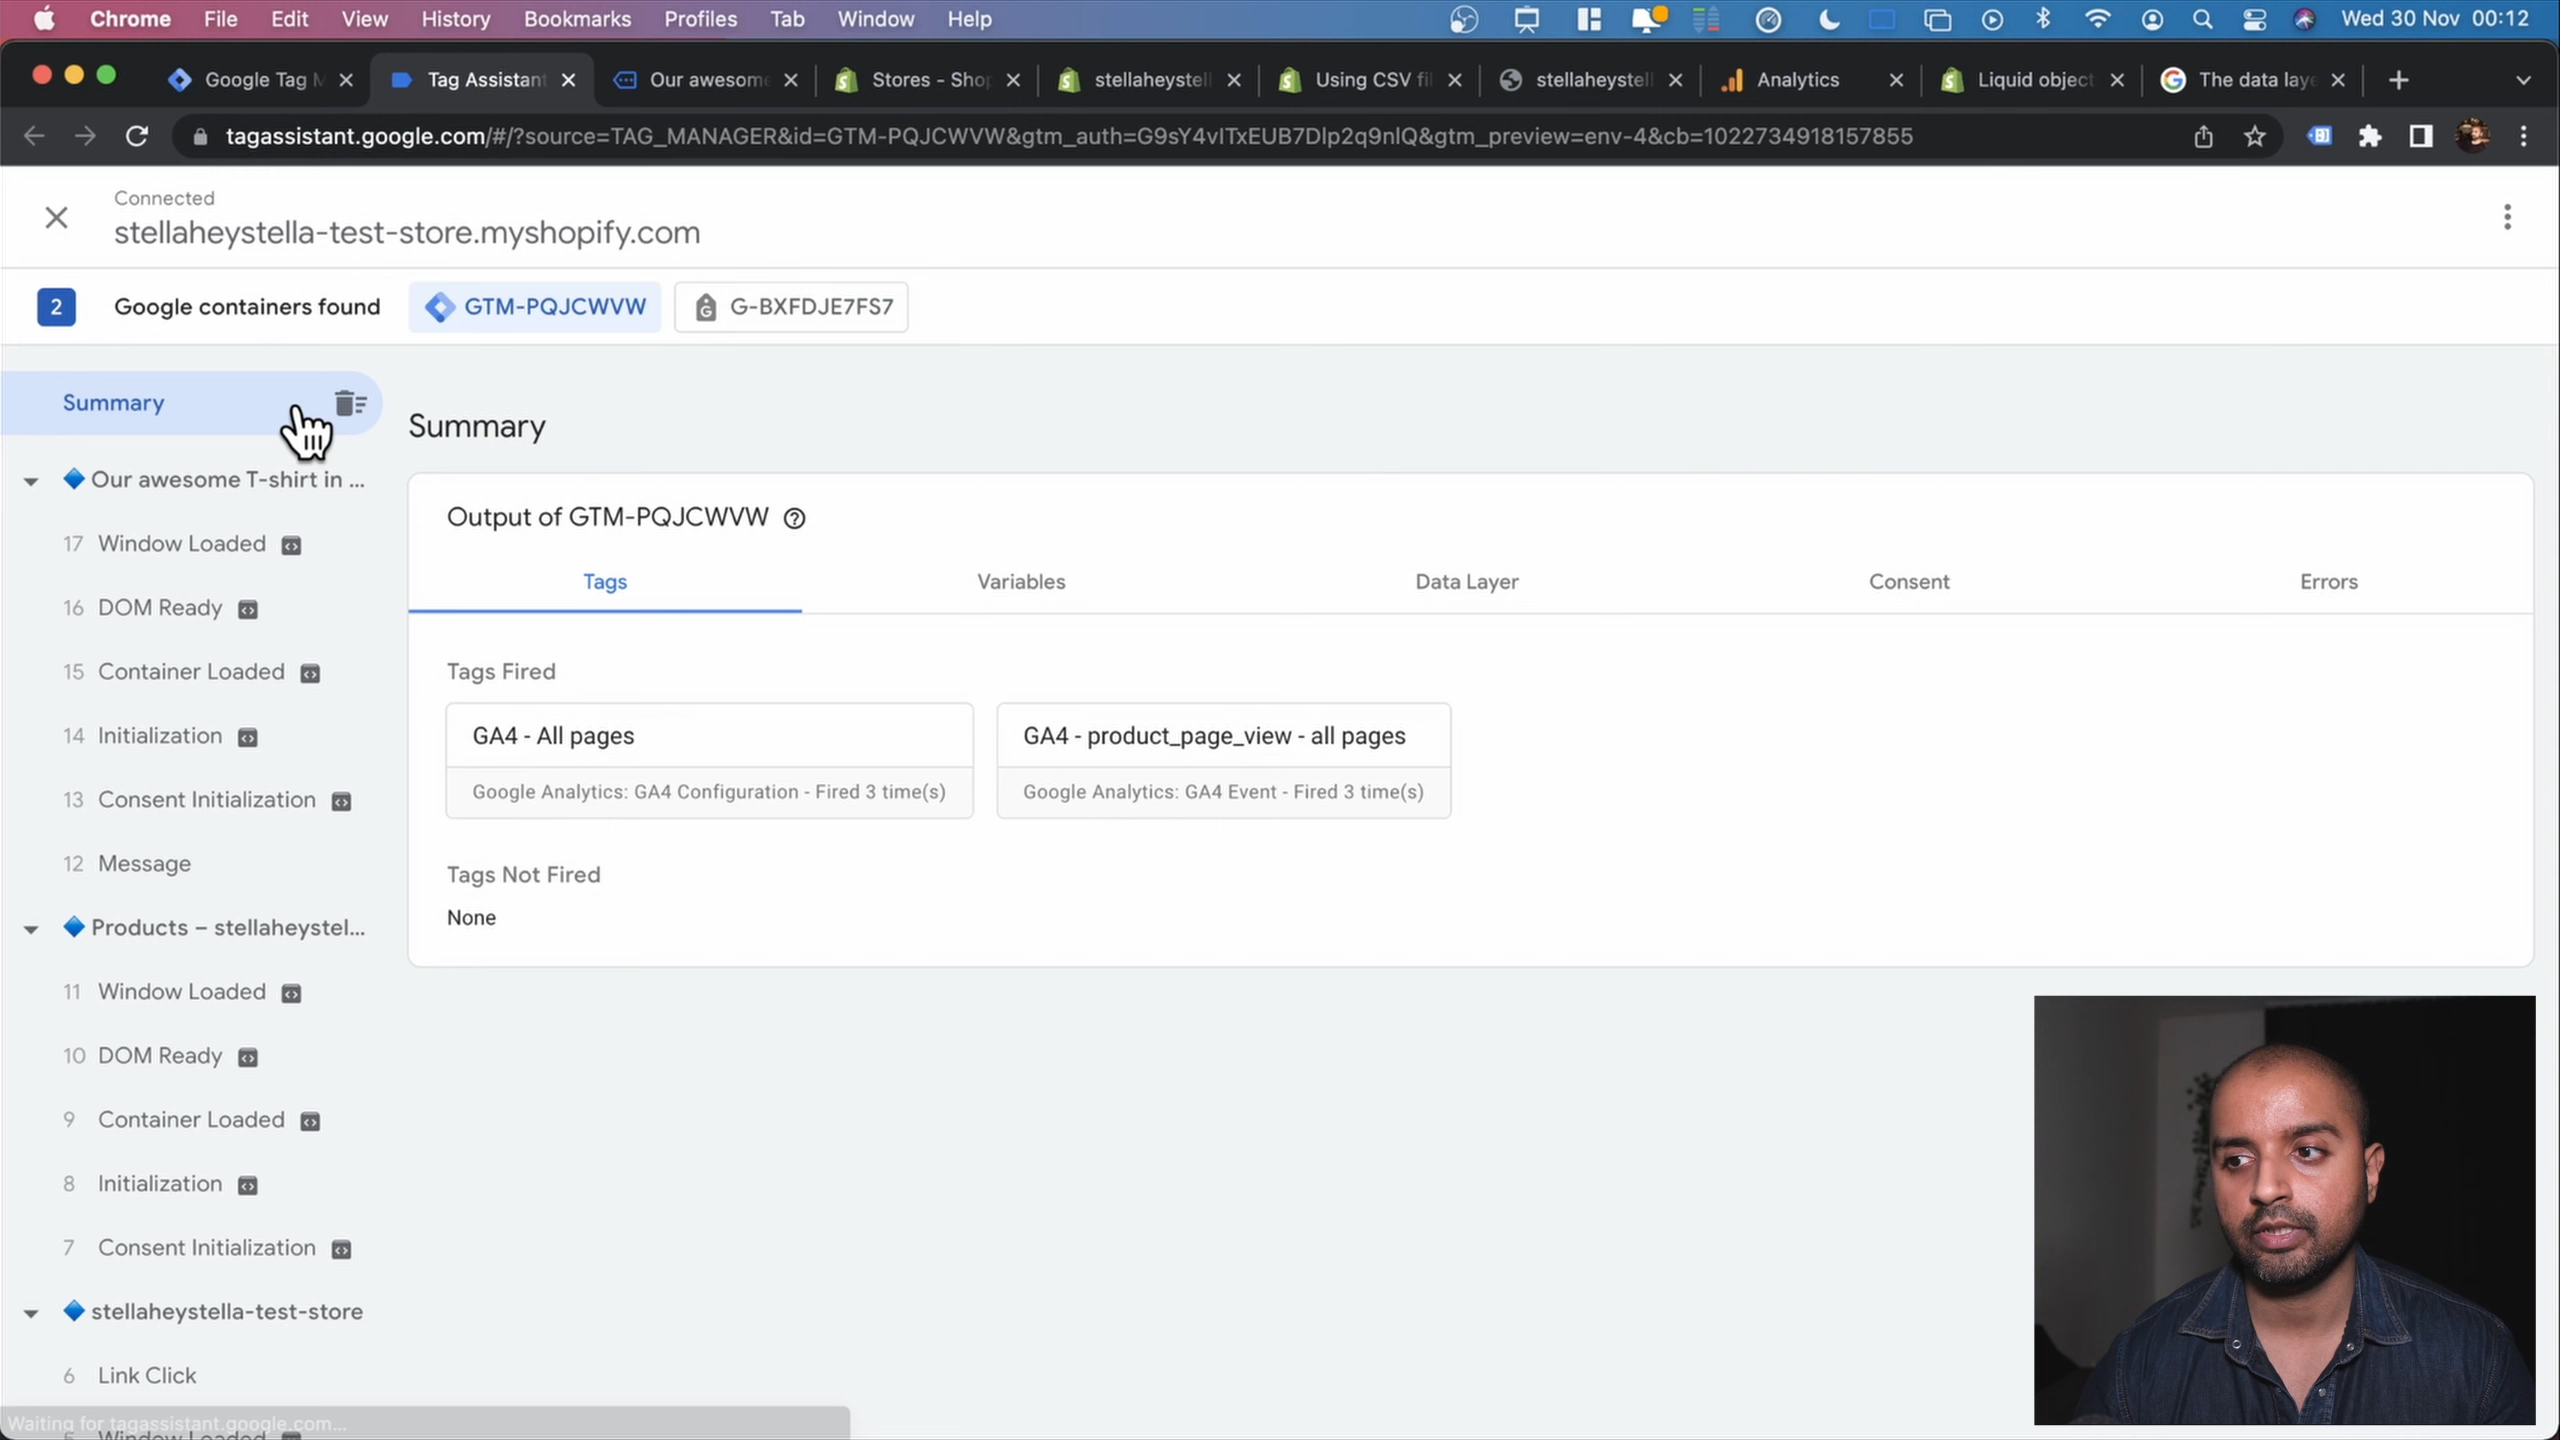 Chrome File Edit View History Bookmarks Profiles Tab Window Help Wed 30 Nov 00:12
Google Tag M Tag Assistant Our awesome Stores – Shop stellaheystell Using CSV fil stellaheystell Analytics Liquid object The data laye
tagassistant.google.com/#/?source=TAG_MANAGER&id=GTM-PQJCWVW&gtm_auth=G9sY4vITxEUB7Dlp2q9nlQ&gtm_preview=env-4&cb=1022734918157855
Connected
stellaheystella-test-store.myshopify.com
2 Google containers found GTM-PQJCWVW G-BXFDJE7FS7
Summary
Our awesome T-shirt in ...
17 Window Loaded
16 DOM Ready
15 Container Loaded
14 Initialization
13 Consent Initialization
12 Message
Products – stellaheystel...
11 Window Loaded
10 DOM Ready
9 Container Loaded
8 Initialization
7 Consent Initialization
stellaheystella-test-store
6 Link Click
Waiting for tagassistant.google.com...
Window Loaded
Summary
Output of GTM-PQJCWVW
Tags Variables Data Layer Consent Errors
Tags Fired
GA4 - All pages
Google Analytics: GA4 Configuration - Fired 3 time(s)
GA4 - product_page_view - all pages
Google Analytics: GA4 Event - Fired 3 time(s)
Tags Not Fired
None